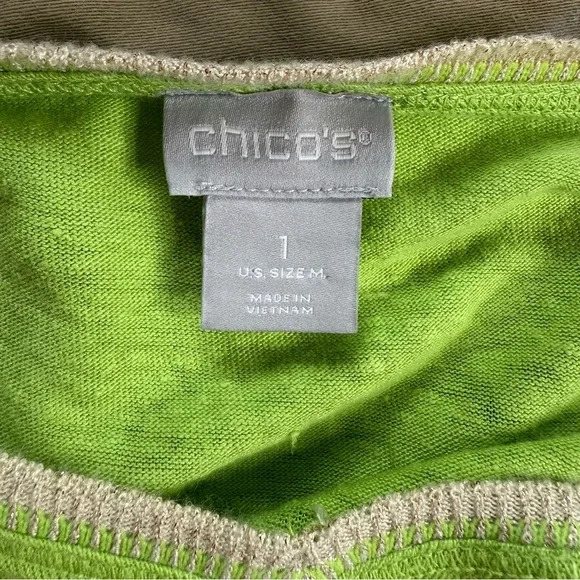 chico's®
1
U.S. SIZE M.
MADE IN
VIETNAM